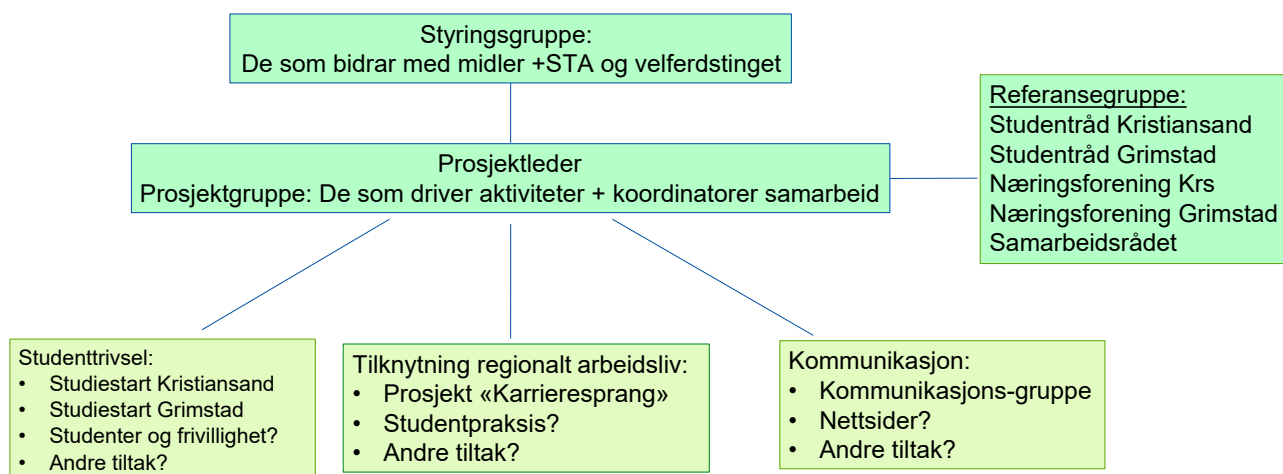 Styringsgruppe:
De som bidrar med midler +STA og velferdstinget
Prosjektleder
Prosjektgruppe: De som driver aktiviteter + koordinatorer samarbeid
Referansegruppe:
Studentråd Kristiansand
Studentråd Grimstad
Næringsforening Krs
Næringsforening Grimstad
Samarbeidsrådet
Studenttrivsel:
• Studiestart Kristiansand
• Studiestart Grimstad
• Studenter og frivillighet?
• Andre tiltak?
Tilknytning regionalt arbeidsliv:
• Prosjekt «Karrieresprang»
• Studentpraksis?
• Andre tiltak?
Kommunikasjon:
• Kommunikasjons-gruppe
• Nettsider?
• Andre tiltak?